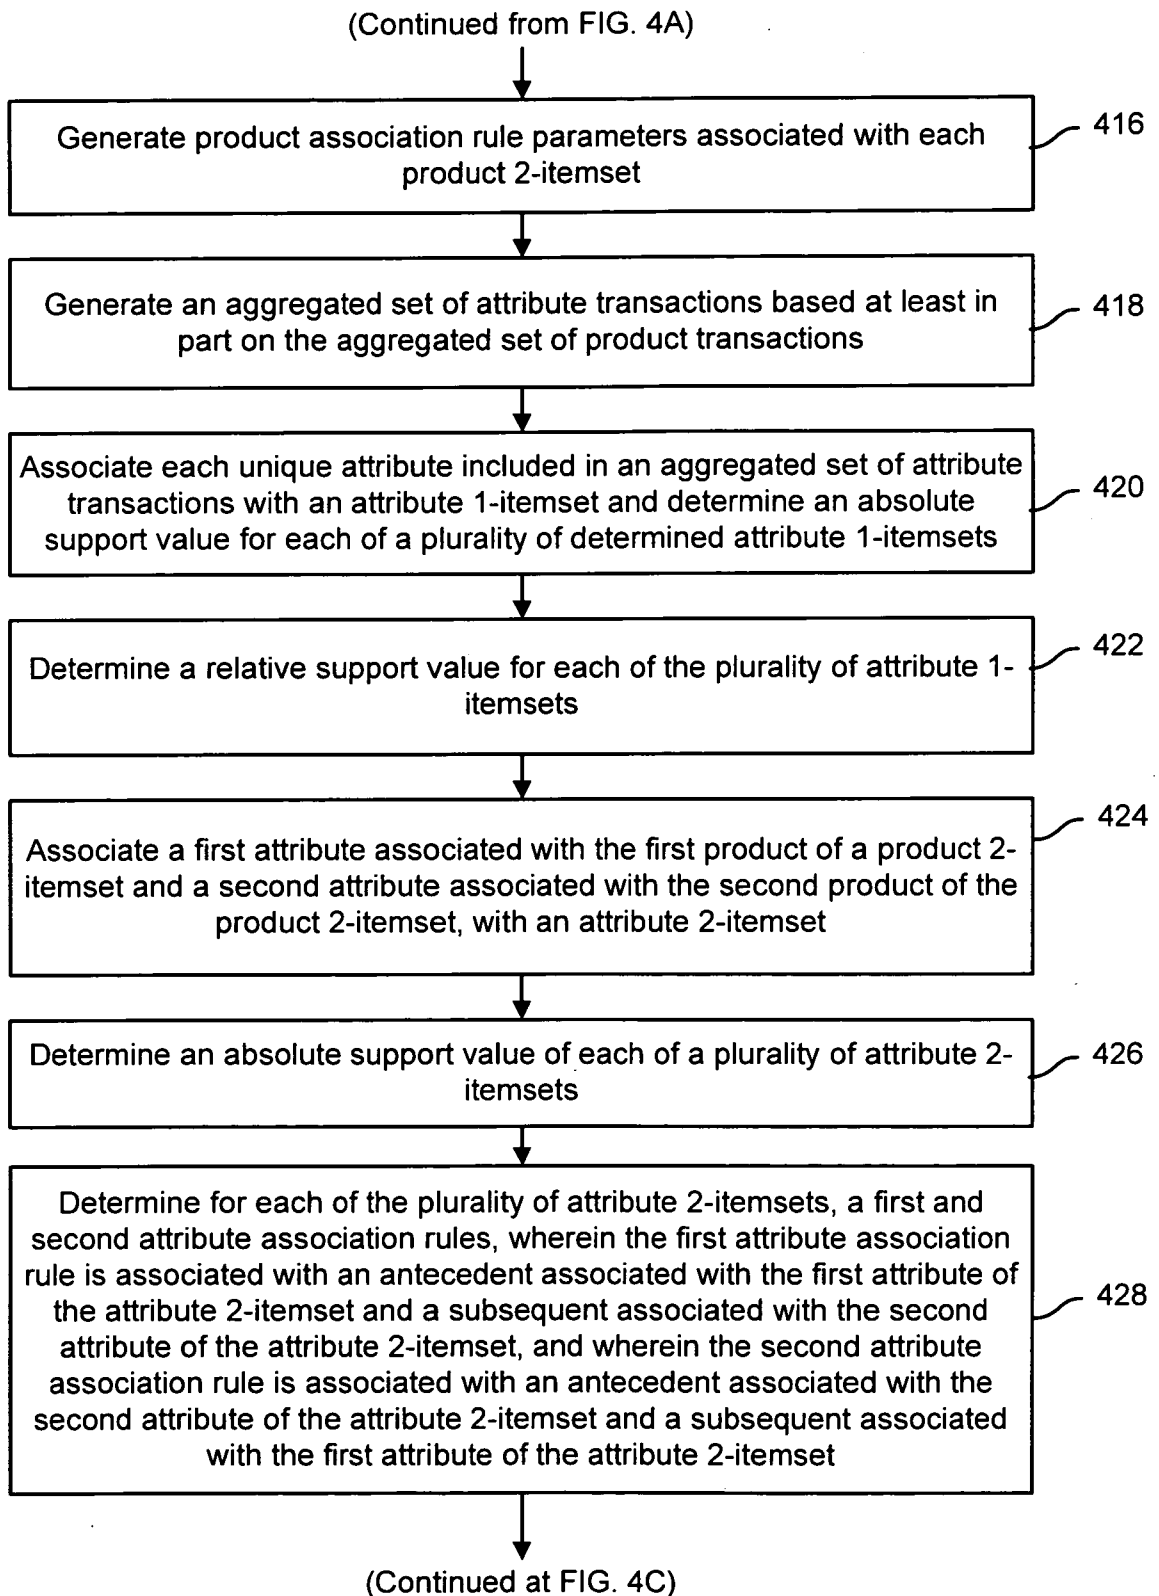 (Continued from FIG. 4A)
Generate product association rule parameters associated with each
product 2-itemset
416
Generate an aggregated set of attribute transactions based at least in
part on the aggregated set of product transactions
418
Associate each unique attribute included in an aggregated set of attribute
transactions with an attribute 1-itemset and determine an absolute
support value for each of a plurality of determined attribute 1-itemsets
420
Determine a relative support value for each of the plurality of attribute 1-
itemsets
422
Associate a first attribute associated with the first product of a product 2-
itemset and a second attribute associated with the second product of the
product 2-itemset, with an attribute 2-itemset
424
Determine an absolute support value of each of a plurality of attribute 2-
itemsets
426
Determine for each of the plurality of attribute 2-itemsets, a first and
second attribute association rules, wherein the first attribute association
rule is associated with an antecedent associated with the first attribute of
the attribute 2-itemset and a subsequent associated with the second
attribute of the attribute 2-itemset, and wherein the second attribute
association rule is associated with an antecedent associated with the
second attribute of the attribute 2-itemset and a subsequent associated
with the first attribute of the attribute 2-itemset
428
(Continued at FIG. 4C)